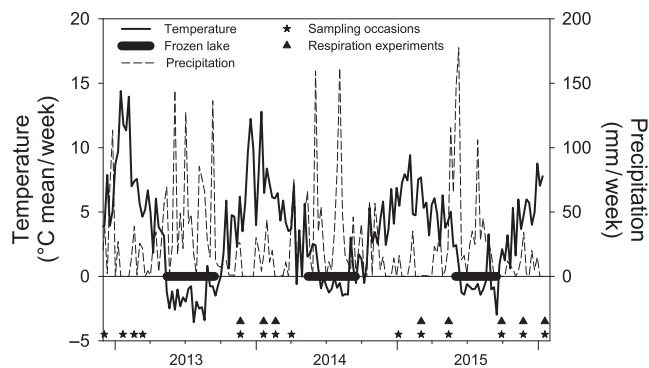 20 200
Temperature Sampling occasions
Frozen lake Respiration experiments
Precipitation
15 150
10 100
5 50
0 0
−5
Temperature
(°C mean/week)
Precipitation
(mm/week)
2013 2014 2015